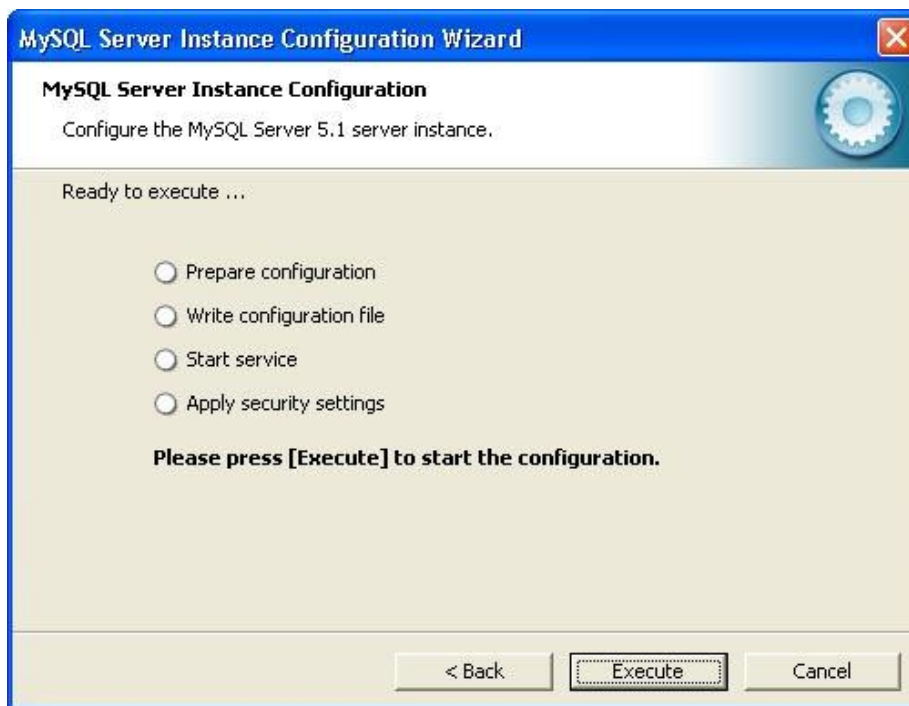 MySQL Server Instance Configuration Wizard
MySQL Server Instance Configuration
Configure the MySQL Server 5.1 server instance.
Ready to execute ...
Prepare configuration
Write configuration file
Start service
Apply security settings
Please press [Execute] to start the configuration.
< Back Execute Cancel